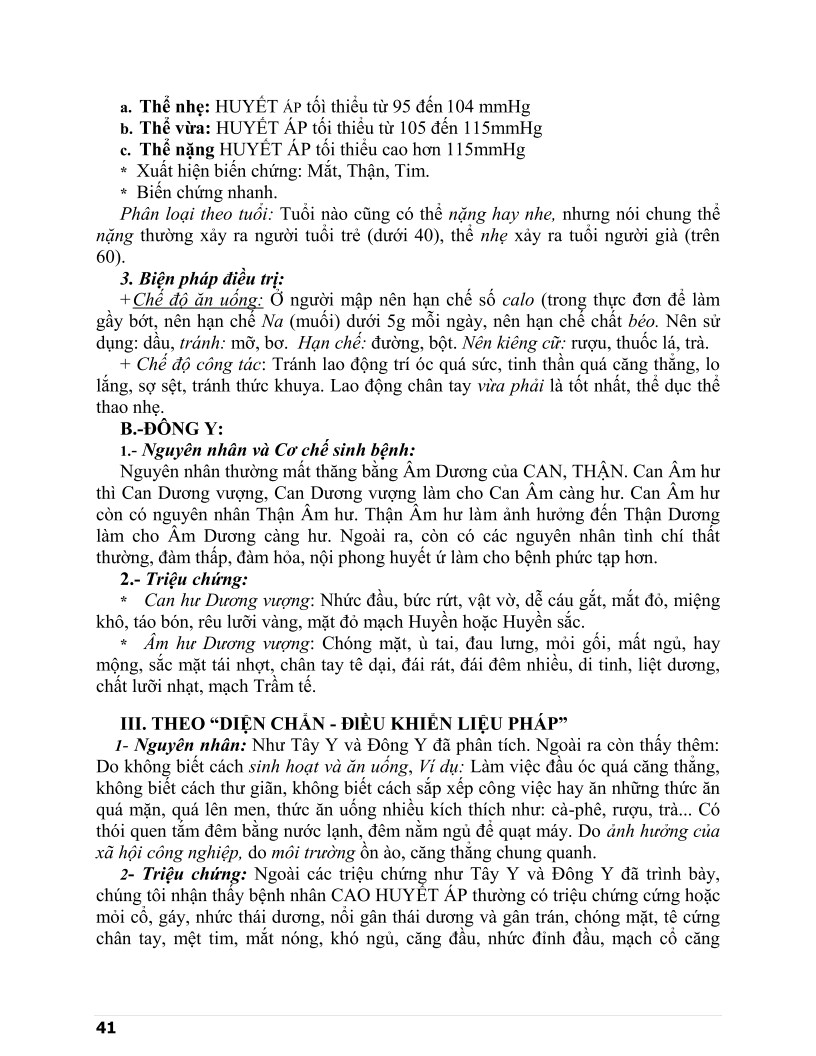 a. Thể nhẹ: HUYẾT ÁP tối thiểu từ 95 đến 104 mmHg
b. Thể vừa: HUYẾT ÁP tối thiểu từ 105 đến 115mmHg
c. Thể nặng HUYẾT ÁP tối thiểu cao hơn 115mmHg
* Xuất hiện biến chứng: Mắt, Thận, Tim.
* Biến chứng nhanh.
Phân loại theo tuổi: Tuổi nào cũng có thể nặng hay nhe, nhưng nói chung thể
nặng thường xảy ra người tuổi trẻ (dưới 40), thể nhẹ xảy ra tuổi người già (trên
60).
3. Biện pháp điều trị:
+Chế độ ăn uống: Ở người mập nên hạn chế số calo (trong thực đơn để làm
gầy bớt, nên hạn chế Na (muối) dưới 5g mỗi ngày, nên hạn chế chất béo. Nên sử
dụng: dầu, tránh: mỡ, bơ. Hạn chế: đường, bột. Nên kiêng cữ: rượu, thuốc lá, trà.
+ Chế độ công tác: Tránh lao động trí óc quá sức, tinh thần quá căng thẳng, lo
lắng, sợ sệt, tránh thức khuya. Lao động chân tay vừa phải là tốt nhất, thể dục thể
thao nhẹ.
B.-ĐÔNG Y:
1.- Nguyên nhân và Cơ chế sinh bệnh:
Nguyên nhân thường mất thăng bằng Âm Dương của CAN, THẬN. Can Âm hư
thì Can Dương vượng, Can Dương vượng làm cho Can Âm càng hư. Can Âm hư
còn có nguyên nhân Thận Âm hư. Thận Âm hư làm ảnh hưởng đến Thận Dương
làm cho Âm Dương càng hư. Ngoài ra, còn có các nguyên nhân tình chí thất
thường, đàm thấp, đàm hỏa, nội phong huyết ứ làm cho bệnh phức tạp hơn.
2.- Triệu chứng:
* Can hư Dương vượng: Nhức đầu, bức rứt, vật vờ, dễ cáu gắt, mắt đỏ, miệng
khô, táo bón, rêu lưỡi vàng, mặt đỏ mạch Huyền hoặc Huyền sắc.
* Âm hư Dương vượng: Chóng mặt, ù tai, đau lưng, mỏi gối, mất ngủ, hay
mộng, sắc mặt tái nhợt, chân tay tê dại, đái rát, đái đêm nhiều, di tinh, liệt dương,
chất lưỡi nhạt, mạch Trầm tế.
III. THEO “DIỆN CHẨN - ĐIỀU KHIỂN LIỆU PHÁP”
1- Nguyên nhân: Như Tây Y và Đông Y đã phân tích. Ngoài ra còn thấy thêm:
Do không biết cách sinh hoạt và ăn uống, Ví dụ: Làm việc đầu óc quá căng thẳng,
không biết cách thư giãn, không biết cách sắp xếp công việc hay ăn những thức ăn
quá mặn, quá lên men, thức ăn uống nhiều kích thích như: cà-phê, rượu, trà... Có
thói quen tắm đêm bằng nước lạnh, đêm nằm ngủ để quạt máy. Do ảnh hưởng của
xã hội công nghiệp, do môi trường ồn ào, căng thẳng chung quanh.
2- Triệu chứng: Ngoài các triệu chứng như Tây Y và Đông Y đã trình bày,
chúng tôi nhận thấy bệnh nhân CAO HUYẾT ÁP thường có triệu chứng cứng hoặc
mỏi cổ, gáy, nhức thái dương, nổi gân thái dương và gân trán, chóng mặt, tê cứng
chân tay, mệt tim, mắt nóng, khó ngủ, căng đầu, nhức đỉnh đầu, mạch cổ căng
41